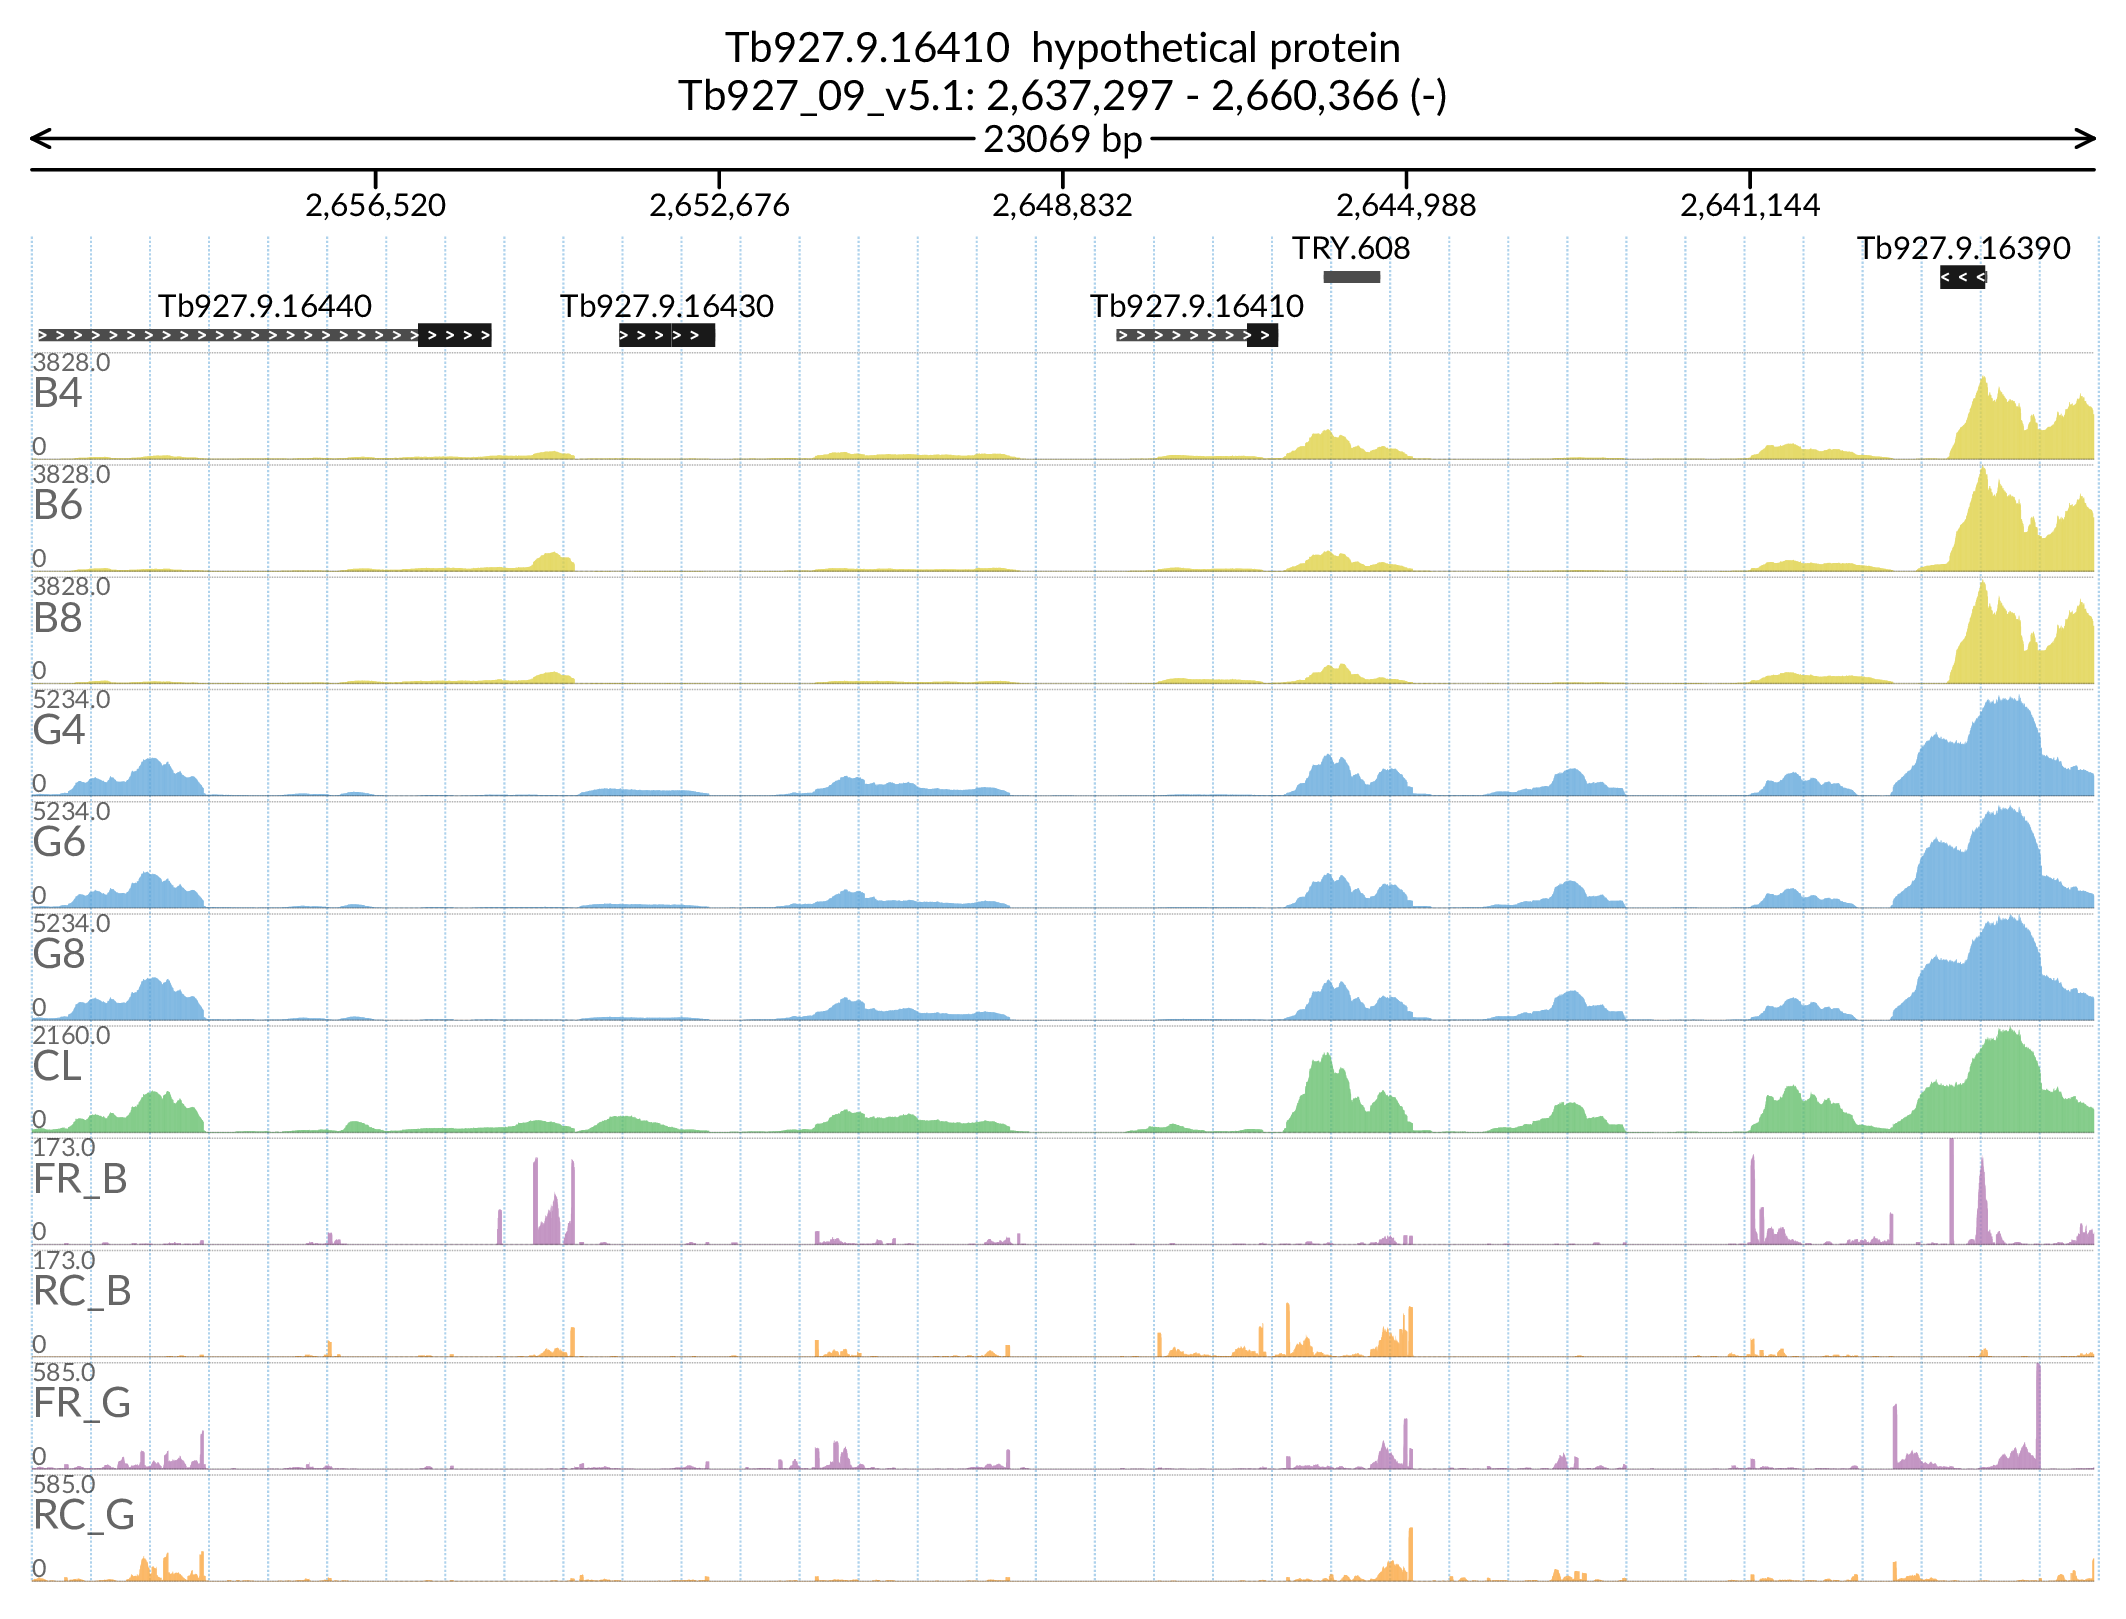 Tb927.9.16410  hypothetical protein
Tb927_09_v5.1: 2,637,297 - 2,660,366 (-)
23069 bp
2,656,520 2,652,676 2,648,832 2,644,988 2,641,144
TRY.608 Tb927.9.16390
Tb927.9.16440 Tb927.9.16430 Tb927.9.16410
3828.0
B4
0
3828.0
B6
0
3828.0
B8
0
5234.0
G4
0
5234.0
G6
0
5234.0
G8
0
2160.0
CL
0
173.0
FR_B
0
173.0
RC_B
0
585.0
FR_G
0
585.0
RC_G
0